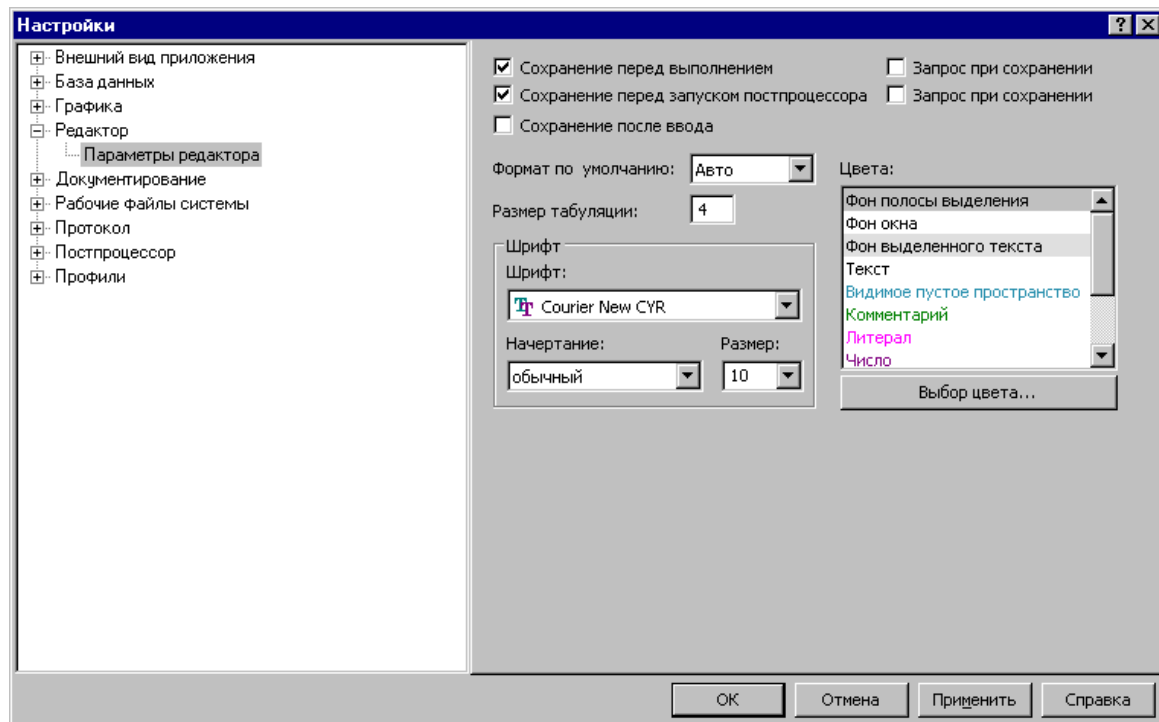 Настройки
Внешний вид приложения
База данных
Графика
Редактор
Параметры редактора
Документирование
Рабочие файлы системы
Протокол
Постпроцессор
Профили
Сохранение перед выполнением
Запрос при сохранении
Сохранение перед запуском постпроцессора
Запрос при сохранении
Сохранение после ввода
Формат по умолчанию: Авто
Размер табуляции: 4
Шрифт
Шрифт:
Courier New CYR
Начертание: Размер:
обычный 10
Цвета:
Фон полосы выделения
Фон окна
Фон выделенного текста
Текст
Видимое пустое пространство
Комментарий
Литерал
Число
Выбор цвета...
ОК Отмена Применить Справка